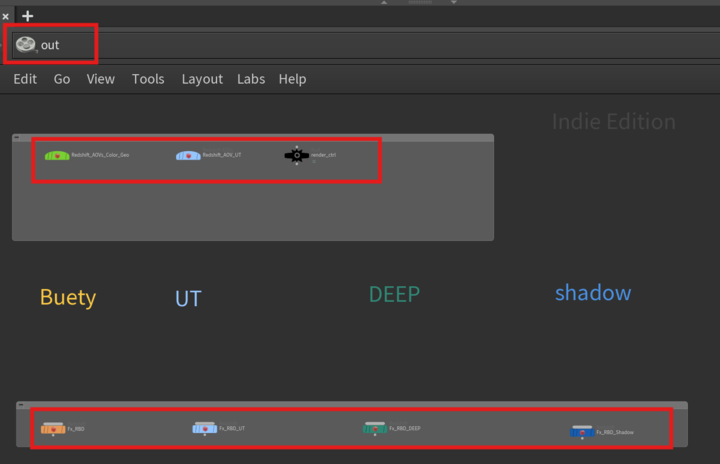 out
Edit Go View Tools Layout Labs Help
Indie Edition
Redshift_AOVs_Color_Geo Redshift_AOV_UT render_ctrl
Buety UT DEEP shadow
Fx_RBD Fx_RBD_UT Fx_RBD_DEEP Fx_RBD_Shadow